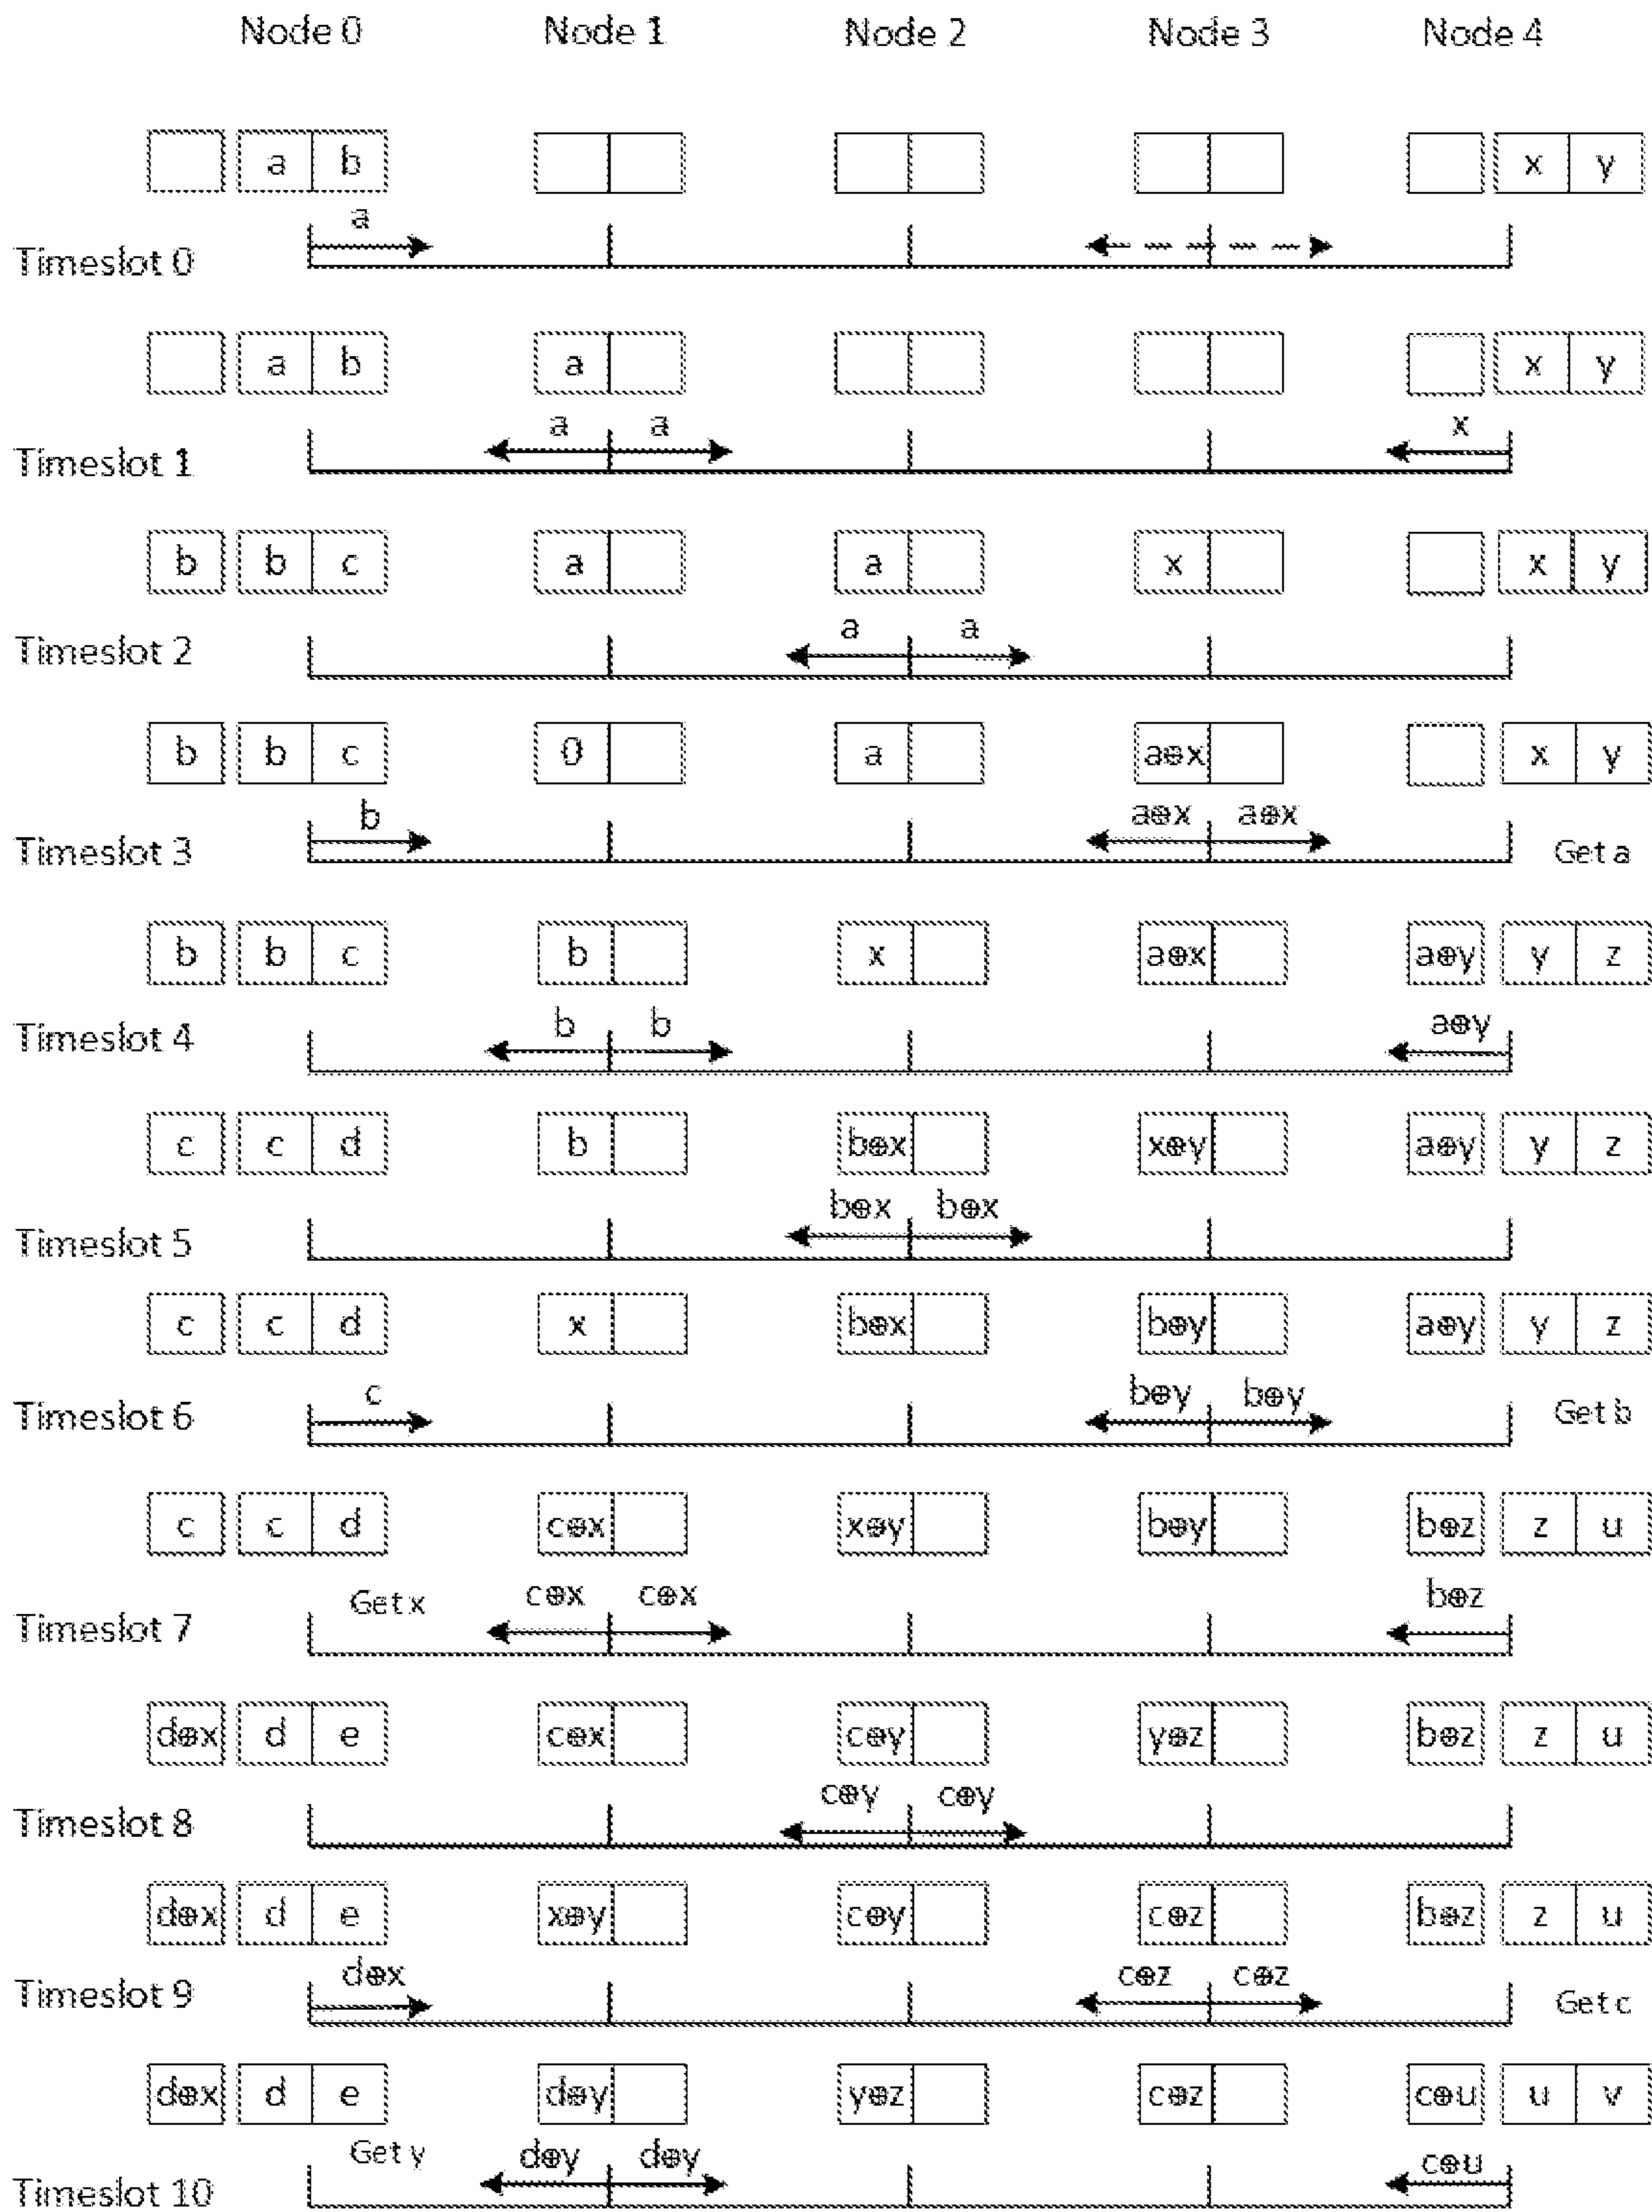 Node 0 Node 1 Node 2 Node 3 Node 4
a b x y
a
Timeslot 0
a b a x y
a a x
Timeslot 1
b b c a a x x y
a a
Timeslot 2
b b c 0 a a⊕x x y
b a⊕x a⊕x
Timeslot 3 Get a
b b c b x a⊕x a⊕y y z
b b a⊕y
Timeslot 4
c c d b b⊕x x⊕y a⊕y y z
b⊕x b⊕x
Timeslot 5
c c d x b⊕x b⊕y a⊕y y z
c b⊕y b⊕y
Timeslot 6 Get b
c c d c⊕x x⊕y b⊕y b⊕z z u
Get x c⊕x c⊕x b⊕z
Timeslot 7
d⊕x d e c⊕x c⊕y y⊕z b⊕z z u
c⊕y c⊕y
Timeslot 8
d⊕x d e x⊕y c⊕y c⊕z b⊕z z u
d⊕x c⊕z c⊕z
Timeslot 9 Get c
d⊕x d e d⊕y y⊕z c⊕z c⊕u u v
Get y d⊕y d⊕y c⊕u
Timeslot 10